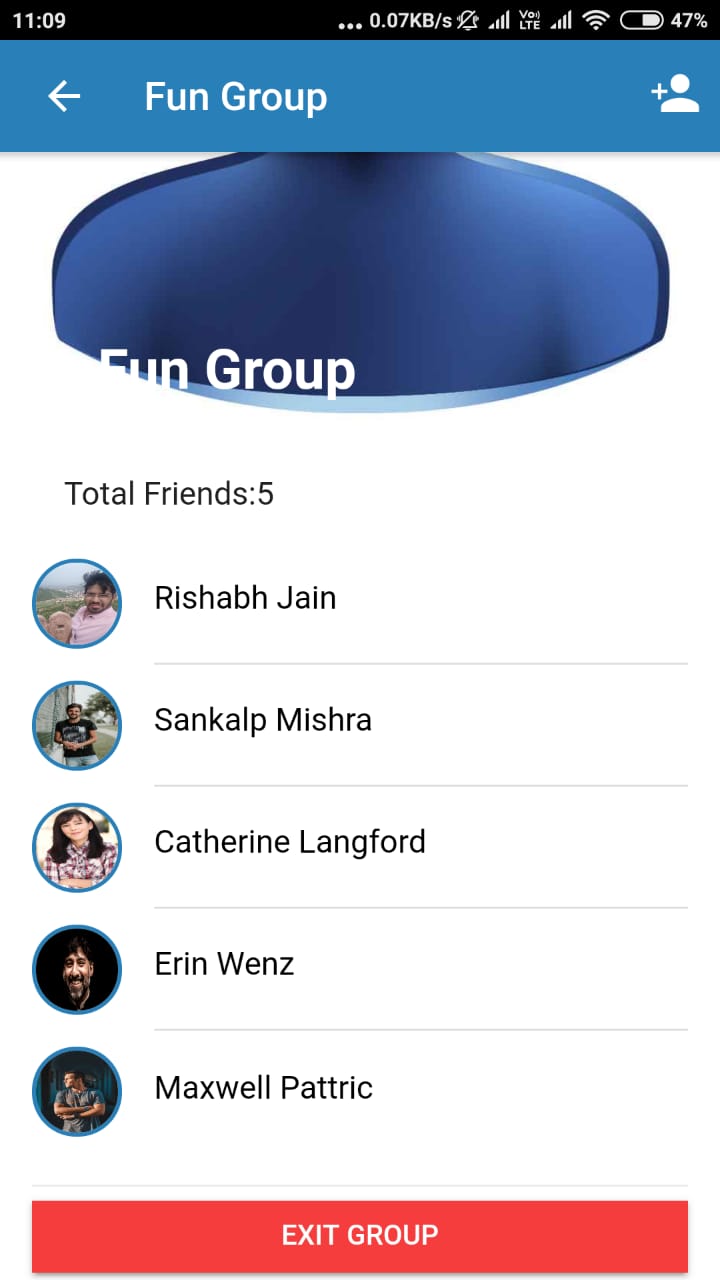 11:09 ... 0.07KB/s Vo) LTE 47%
Fun Group
Fun Group
Total Friends:5
Rishabh Jain
Sankalp Mishra
Catherine Langford
Erin Wenz
Maxwell Pattric
EXIT GROUP